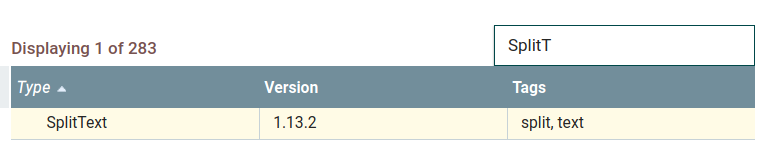 Displaying 1 of 283
SplitT
Type Version Tags
SplitText 1.13.2 split, text